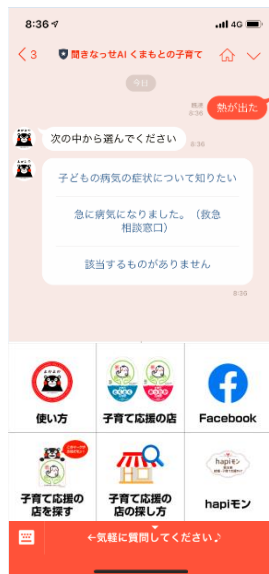 8:36
4G
3
聞きなっせAI くまもとの子育て
今日
既読
8:36
熱が出た
次の中から選んでください
8:36
子どもの病気の症状について知りたい
急に病気になりました。（救急
相談窓口）
該当するものがありません
8:36
使い方
子育て応援の店
Facebook
子育て応援の
店を探す
子育て応援の
店の探し方
hapiモン
hapiモン
←気軽に質問してください♪